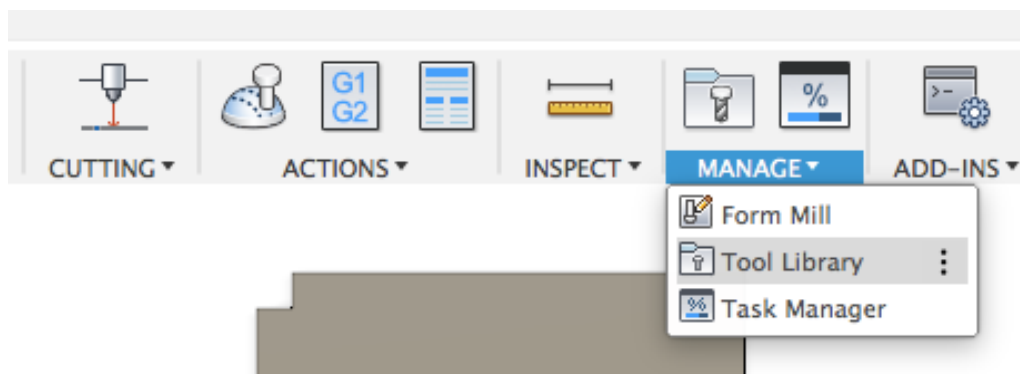 G1
G2
%
>-
CUTTING ▾ ACTIONS ▾ INSPECT ▾ MANAGE ▾ ADD-INS ▾
Form Mill
Tool Library
% Task Manager